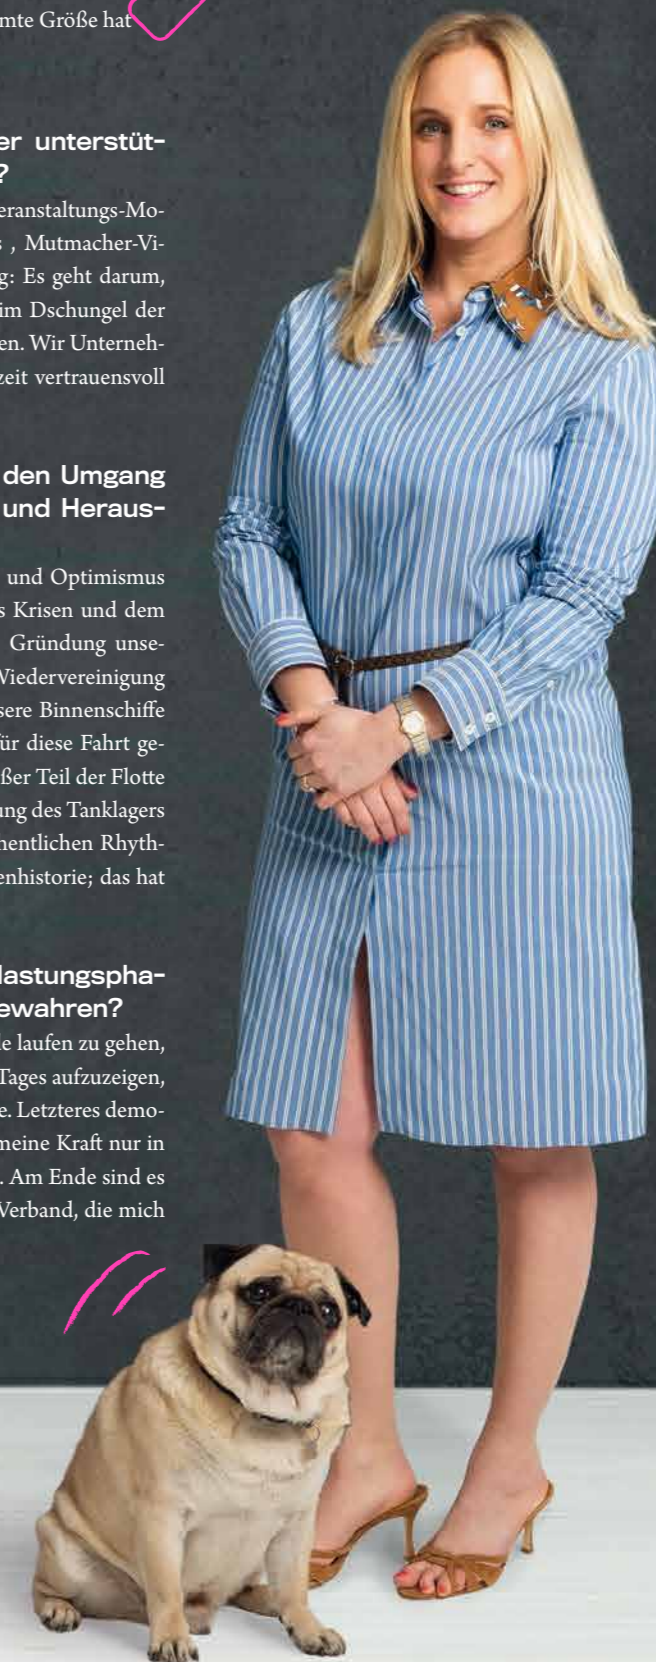 mte Größe hat
er unterstüt-
?
eranstaltungs-Mo-
s , Mutmacher-Vi-
g: Es geht darum,
im Dschungel der
en. Wir Unterneh-
zeit vertrauensvoll
den Umgang
und Heraus-
und Optimismus
s Krisen und dem
Gründung unse-
Wiedervereinigung
sere Binnenschiffe
für diese Fahrt ge-
ßer Teil der Flotte
ung des Tanklagers
hentlichen Rhyth-
enhistorie; das hat
lastungspha-
ewahren?
le laufen zu gehen,
Tages aufzuzeigen,
e. Letzteres demo-
meine Kraft nur in
. Am Ende sind es
Verband, die mich